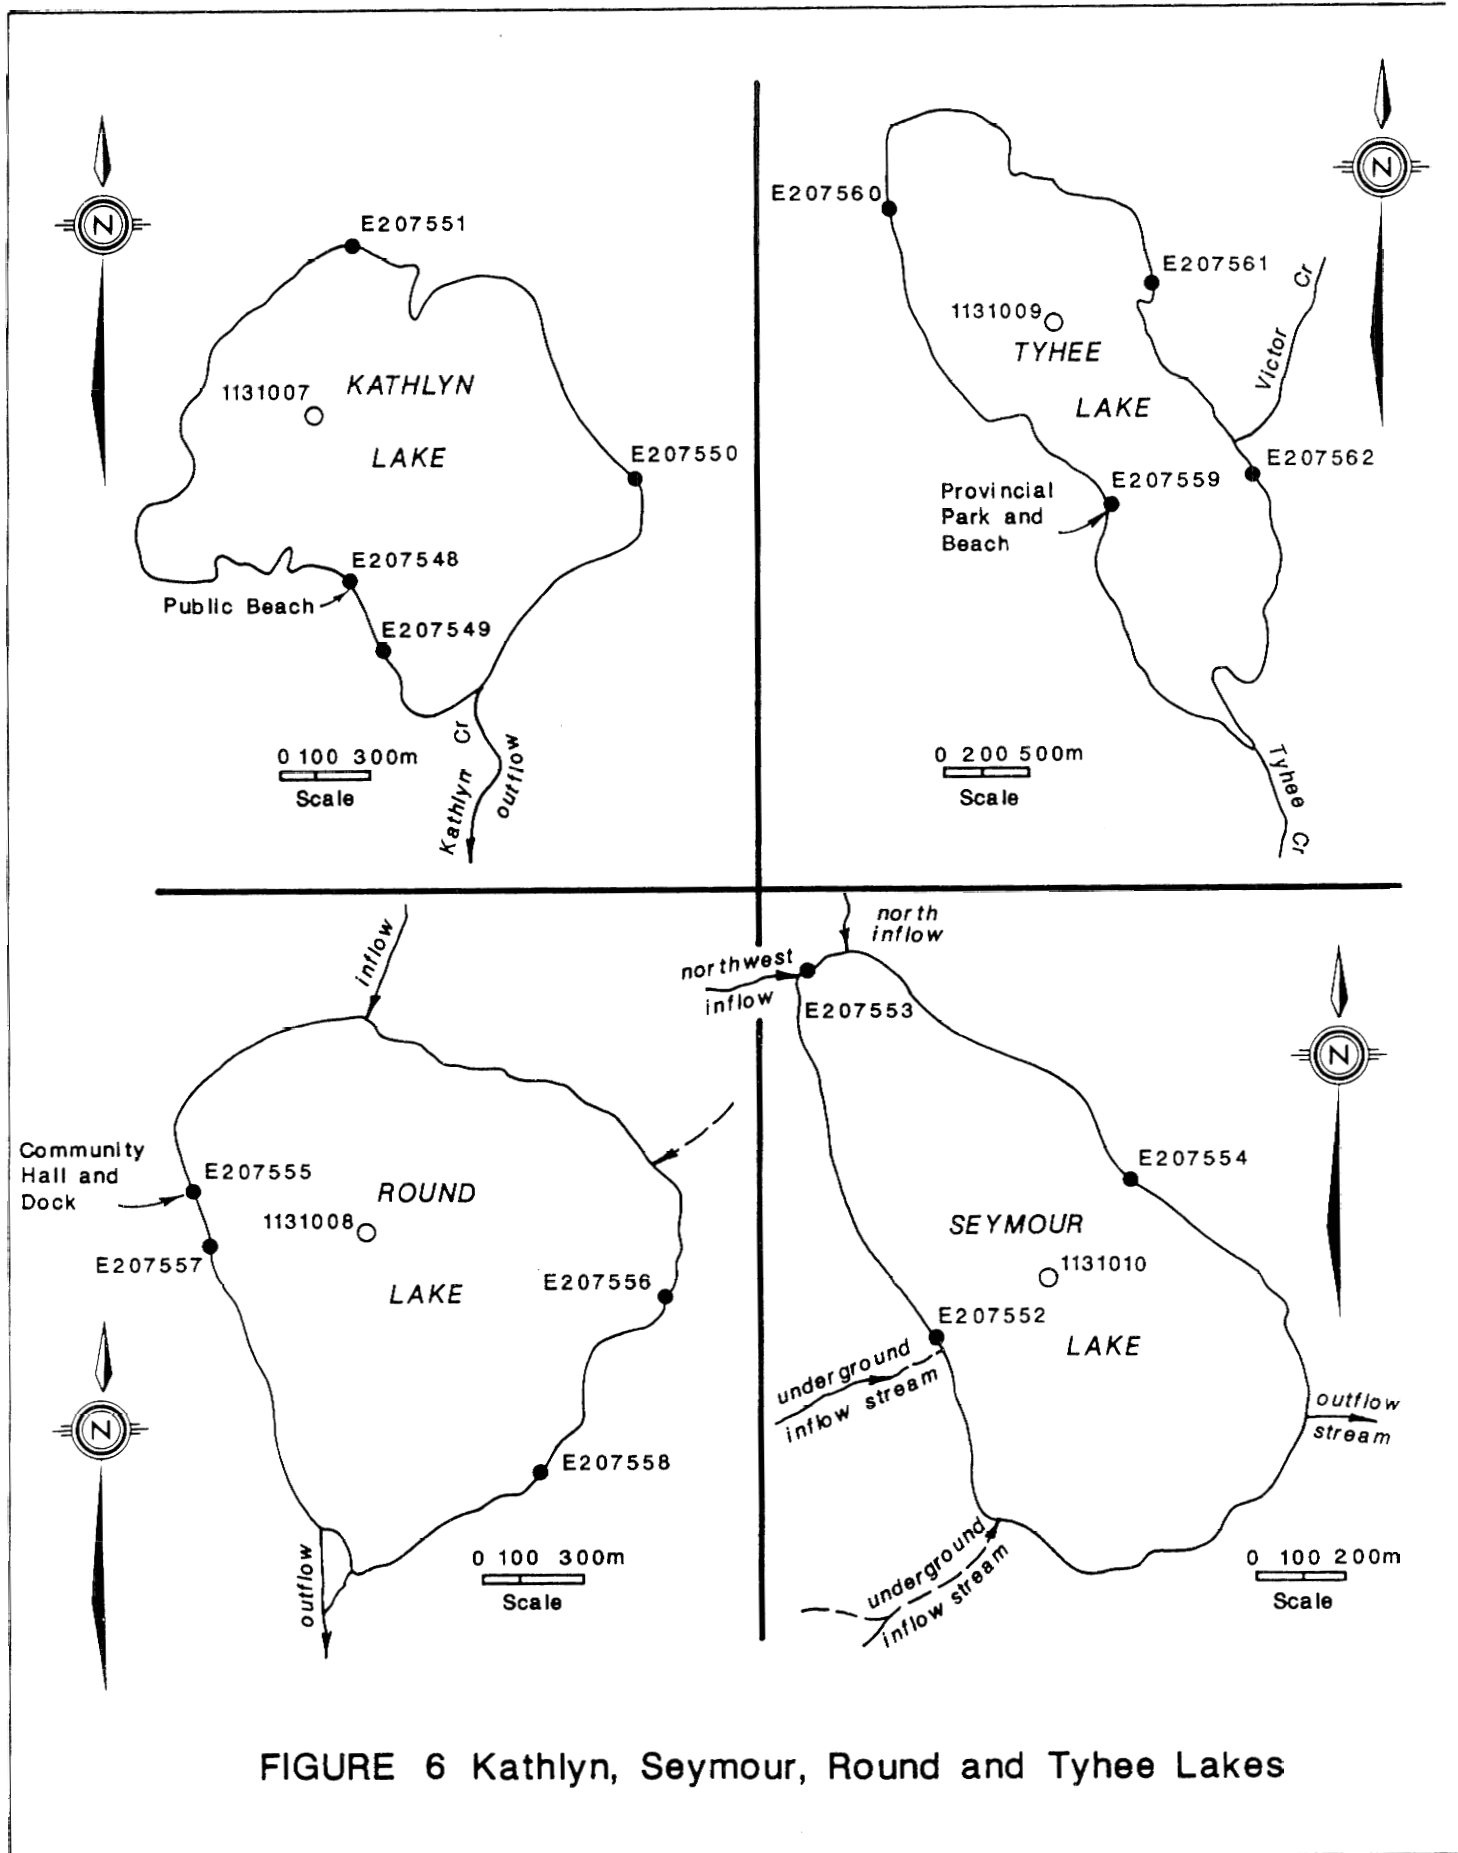 N
E207551
1131007
KATHLYN
LAKE
E207550
E207548
Public Beach
E207549
0 100 300m
Scale
Kathlyn Cr
outflow
N
E207560
E207561
1131009
TYHEE
LAKE
Victor Cr
E207562
E207559
Provincial
Park and
Beach
0 200 500m
Scale
Tyhee Cr
inflow
Community
Hall and
Dock
E207555
ROUND
1131008
E207557
E207556
LAKE
N
E207558
0 100 300m
Scale
outflow
north
inflow
northwest
inflow
E207553
N
E207554
SEYMOUR
1131010
E207552
LAKE
underground
inflow stream
outflow
stream
underground
inflow stream
0 100 200m
Scale
FIGURE 6 Kathlyn, Seymour, Round and Tyhee Lakes